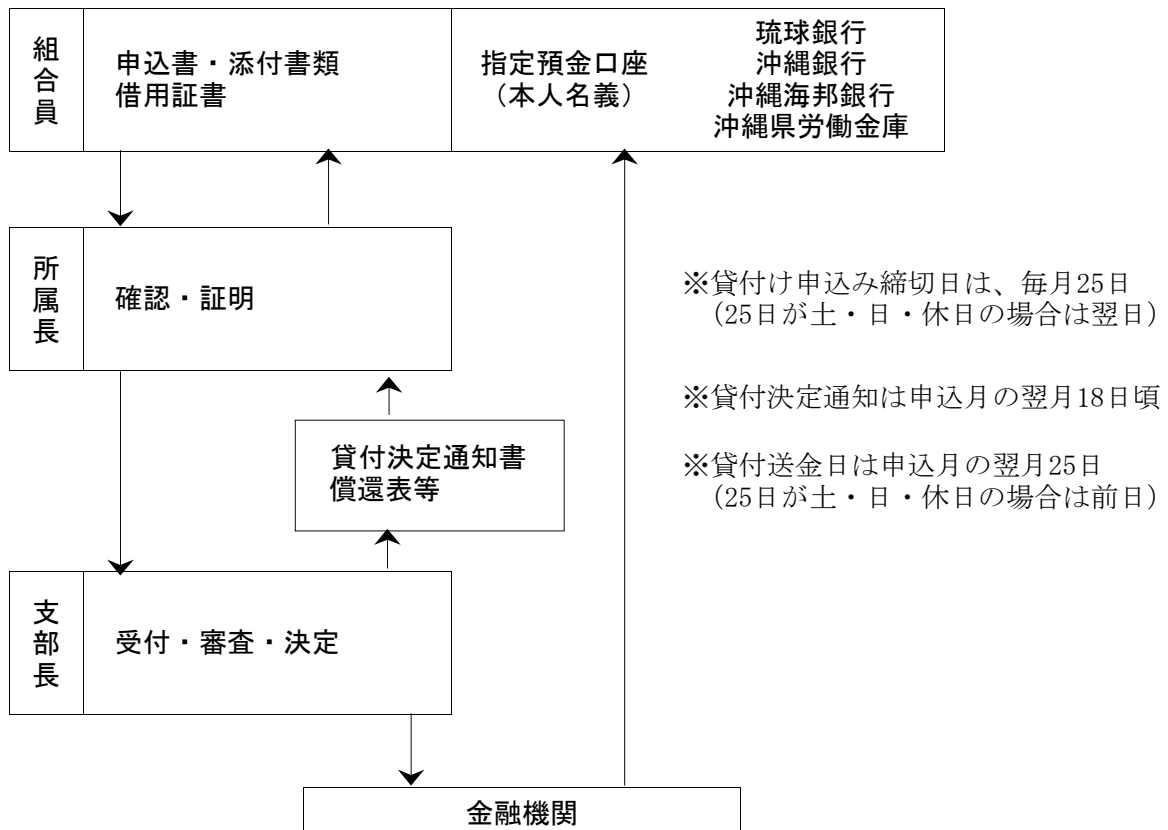 組合員
申込書・添付書類
借用証書
指定預金口座
（本人名義）
琉球銀行
沖縄銀行
沖縄海邦銀行
沖縄県労働金庫
所属長
確認・証明
※貸付け申込み締切日は、毎月25日
（25日が土・日・休日の場合は翌日）
※貸付決定通知は申込月の翌月18日頃
※貸付送金日は申込月の翌月25日
（25日が土・日・休日の場合は前日）
貸付決定通知書
償還表等
支部長
受付・審査・決定
金融機関